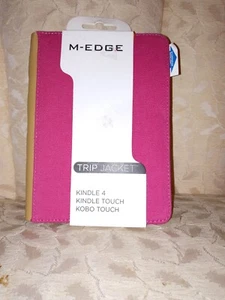 M-EDGE
TRIP JACKET
KINDLE 4
KINDLE TOUCH
KOBO TOUCH